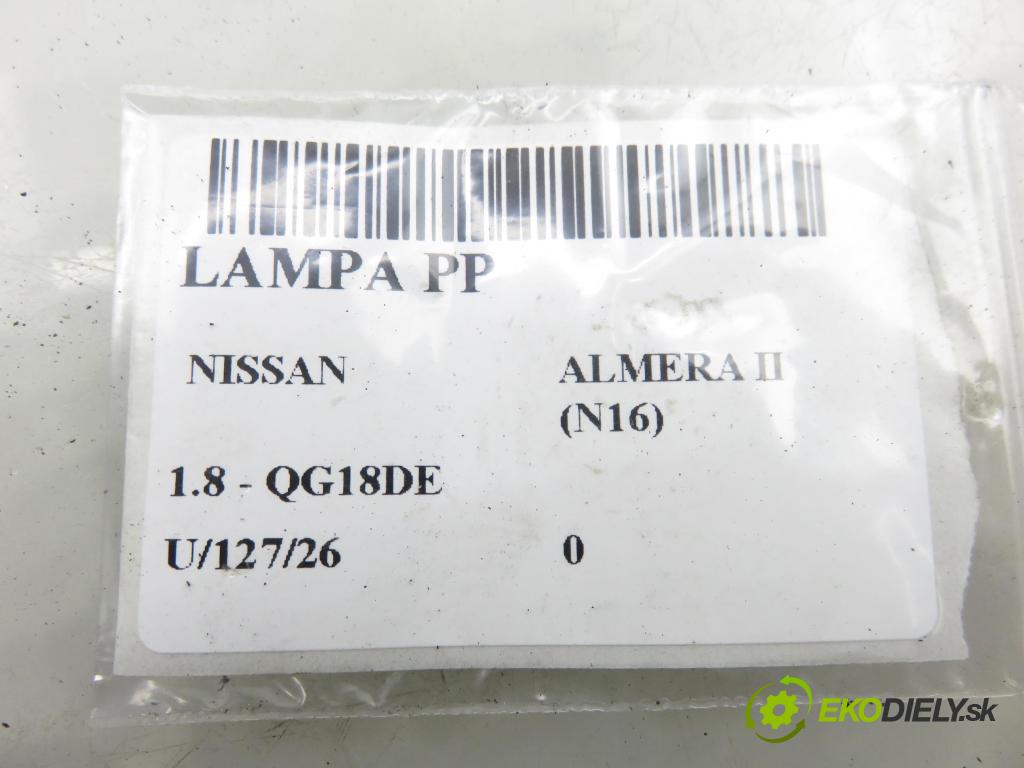 LAMPA PP
NISSAN ALMERA II
(N16)
1.8 - QG18DE
U/127/26 0
EKODIELY.sk